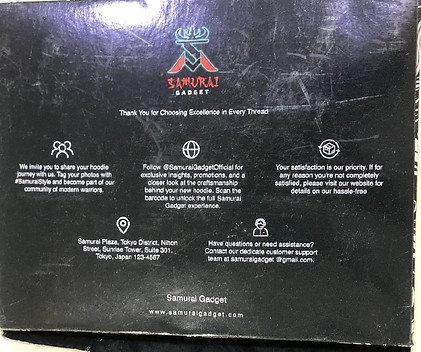 SAMURAI
GADGET
Thank You for Choosing Excellence in Every Thread
We invite you to share your hoodie
journey with us. Tag your photos with
#SamuraiStyle and become part of our
community of modern warriors.
Follow @SamuraiGadgetOfficial for
exclusive insights, promotions, and a
closer look at the craftsmanship
behind your new hoodie. Scan the
barcode to unlock the full Samurai
Gadget experience.
Your satisfaction is our priority. If for
any reason you're not completely
satisfied, please visit our website for
details on our hassle-free
Samurai Plaza, Tokyo District, Nihon
Street, Sunrise Tower, Suite 301,
Tokyo, Japan 123-4567
Have questions or need assistance?
Contact our dedicate customer support
team at samuraigadget @gmail.com.
Samurai Gadget
www.samuraigadget.com